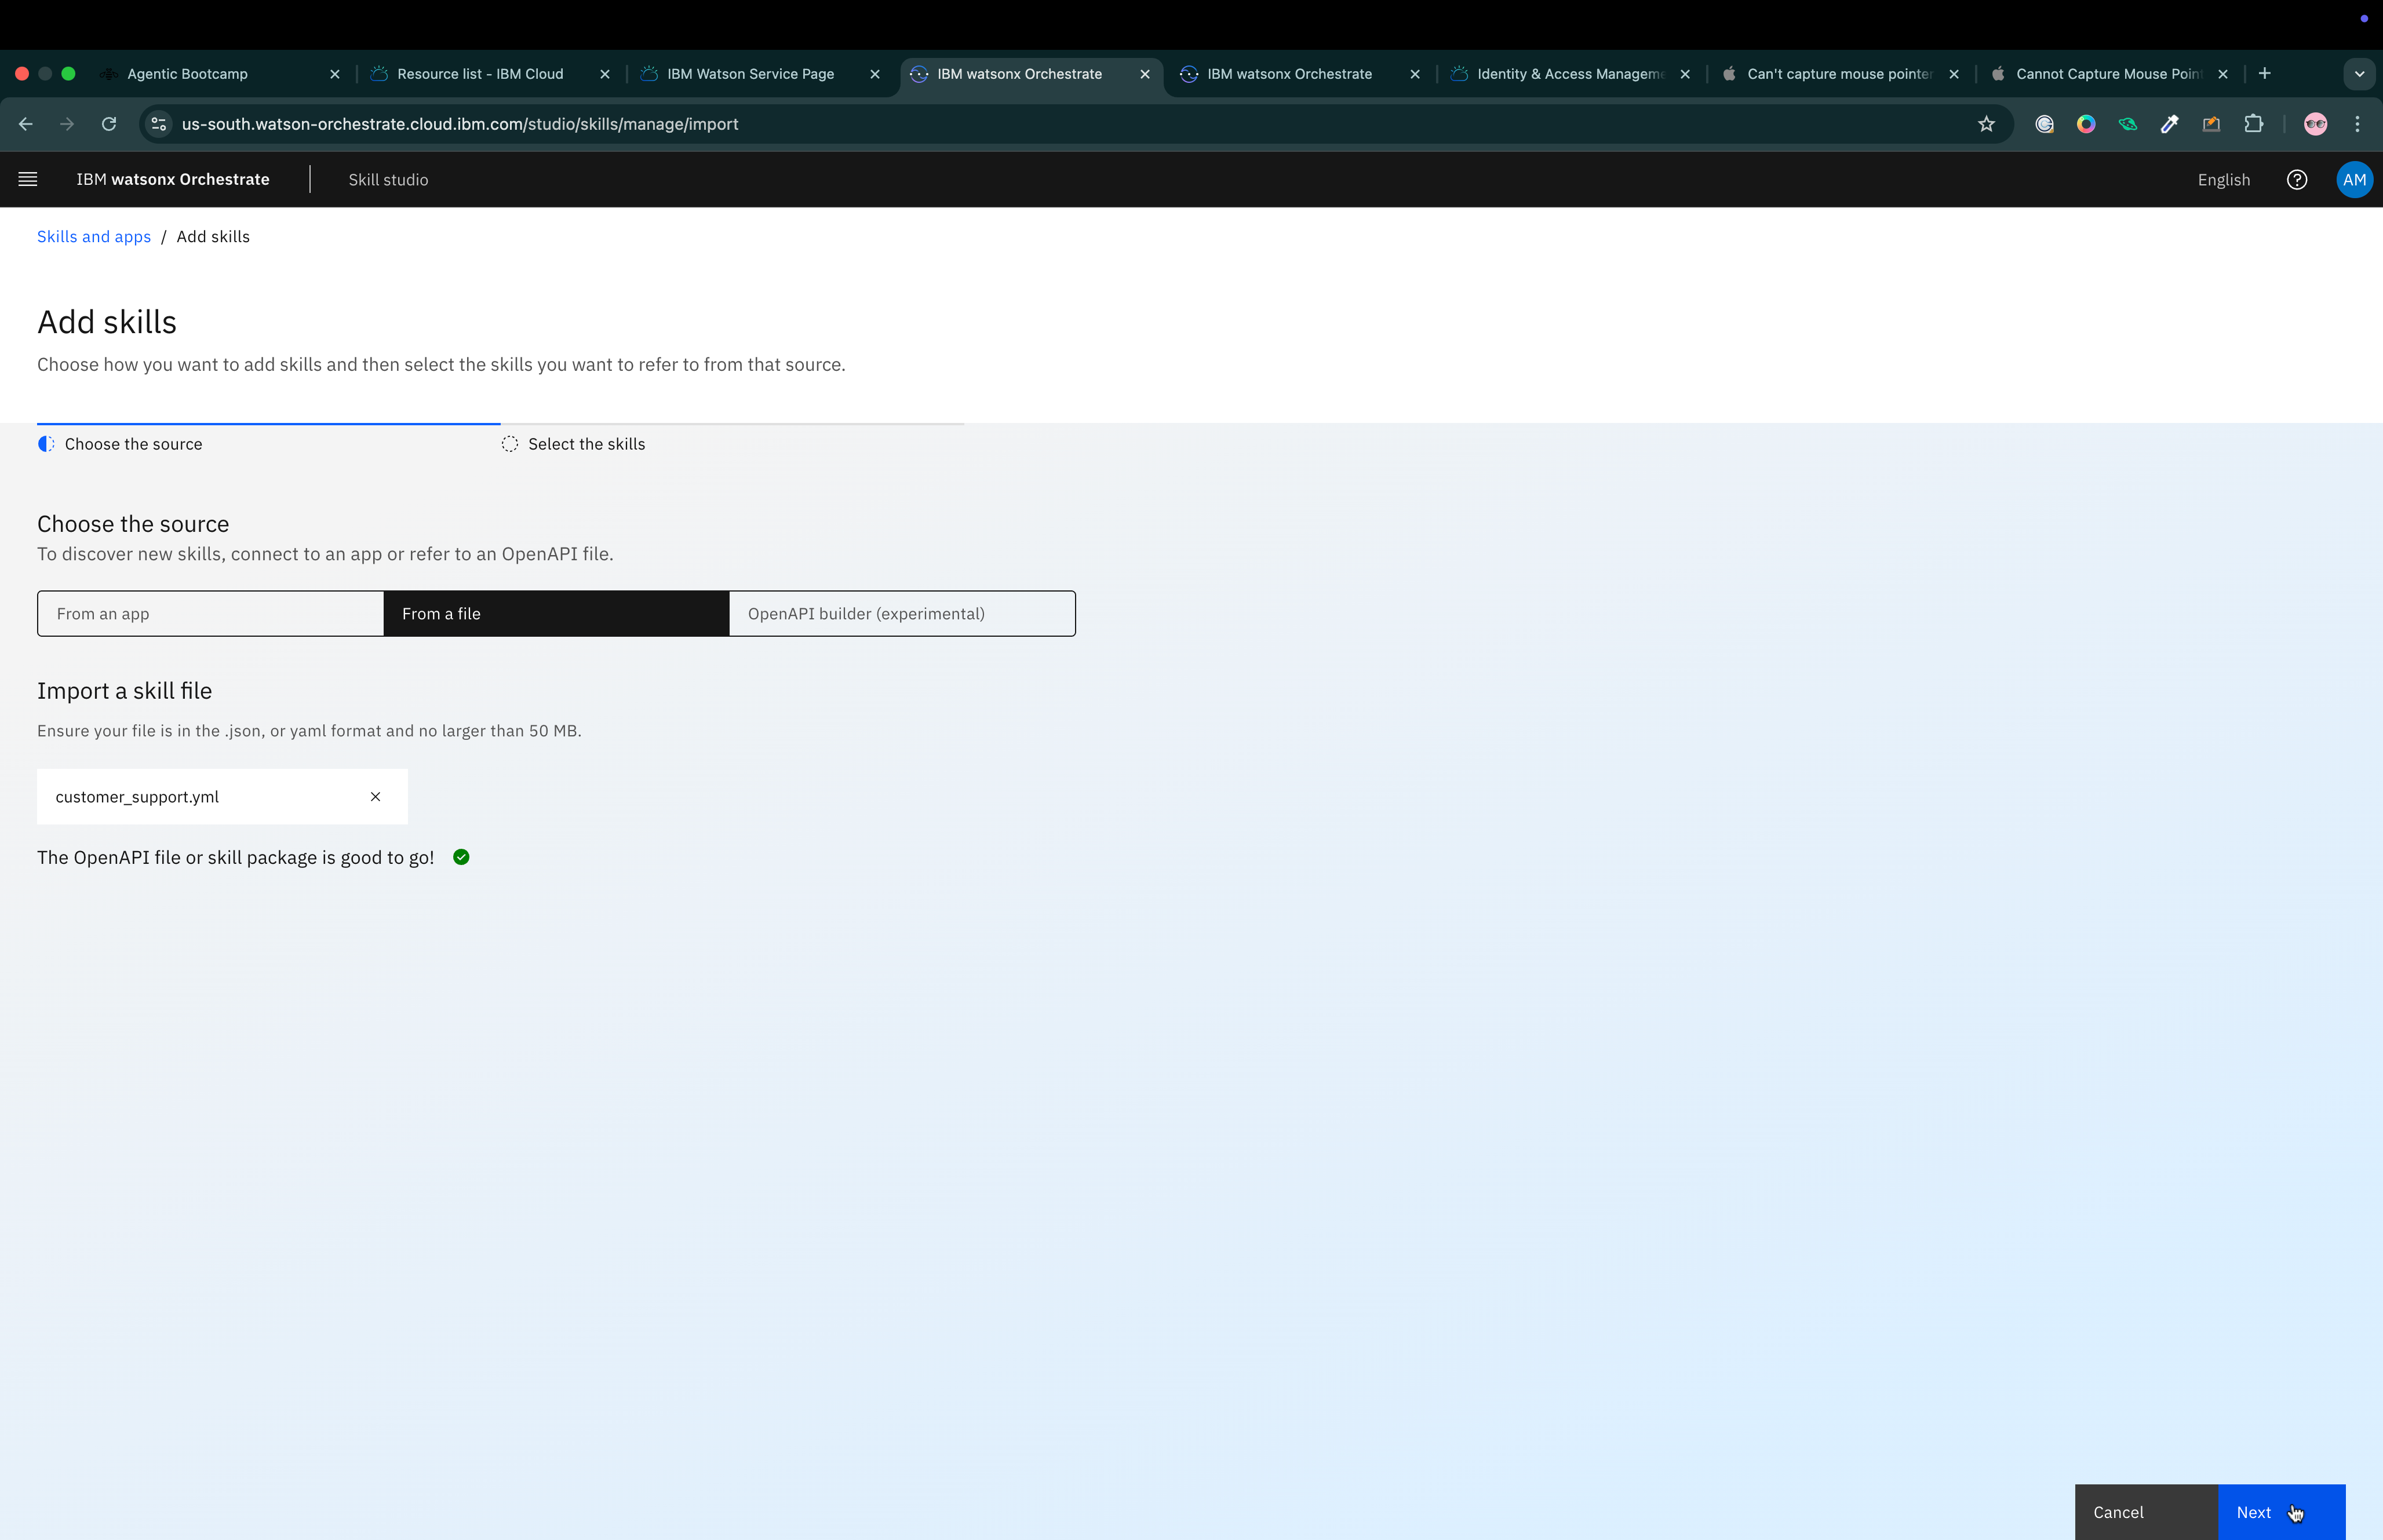 Agentic Bootcamp
Resource list - IBM Cloud
IBM Watson Service Page
IBM watsonx Orchestrate
IBM watsonx Orchestrate
Identity & Access Manageme
Can't capture mouse pointer
Cannot Capture Mouse Point
us-south.watson-orchestrate.cloud.ibm.com/studio/skills/manage/import
IBM watsonx Orchestrate
Skill studio
English
AM
Skills and apps / Add skills
Add skills
Choose how you want to add skills and then select the skills you want to refer to from that source.
Choose the source
Select the skills
Choose the source
To discover new skills, connect to an app or refer to an OpenAPI file.
From an app
From a file
OpenAPI builder (experimental)
Import a skill file
Ensure your file is in the .json, or yaml format and no larger than 50 MB.
customer_support.yml
The OpenAPI file or skill package is good to go!
Cancel
Next